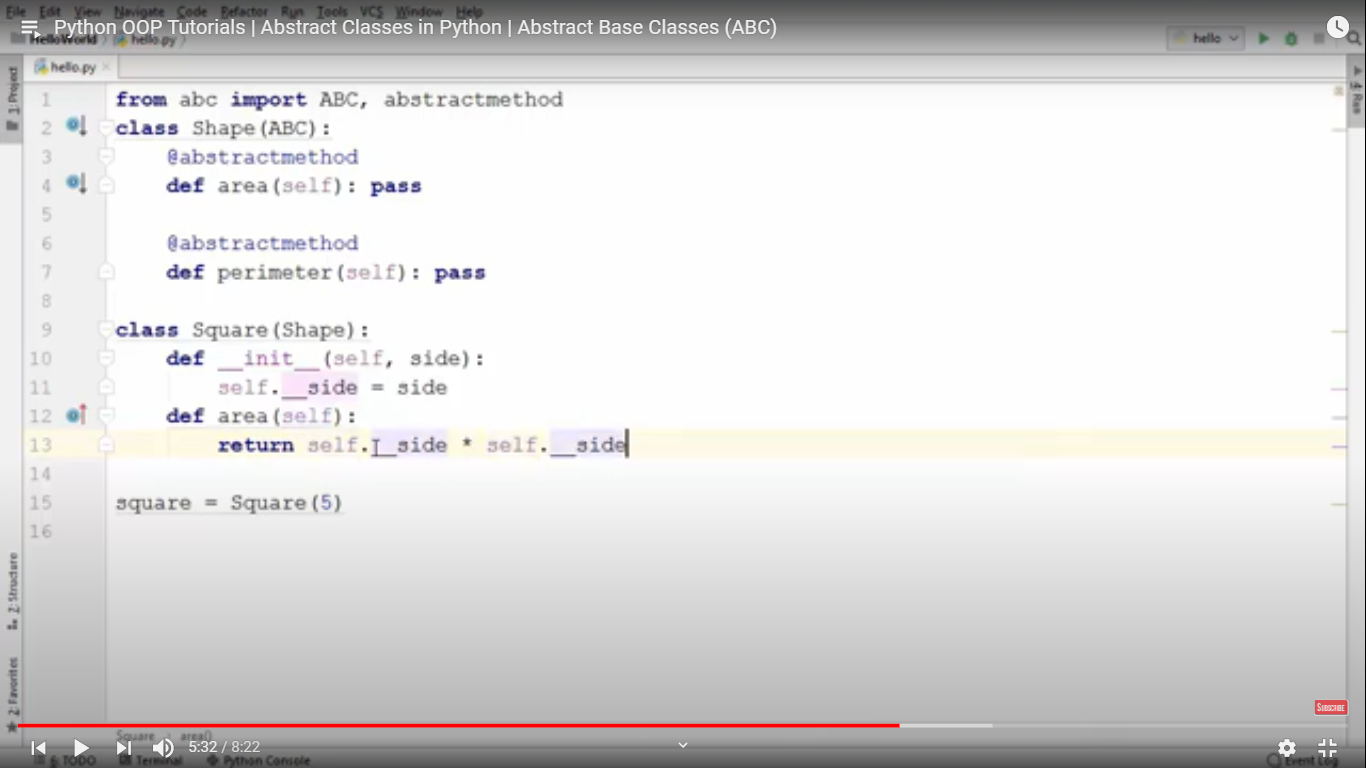 File Edit View Navigate Code Refactor Run Tools VCS Window Help
Python OOP Tutorials | Abstract Classes in Python | Abstract Base Classes (ABC)
HelloWorld hello.py
hello
hello.py
1: Project
4: Run
1 from abc import ABC, abstractmethod
2 class Shape(ABC):
3 @abstractmethod
4 def area(self): pass
5
6 @abstractmethod
7 def perimeter(self): pass
8
9 class Square(Shape):
10 def __init__(self, side):
11 self.__side = side
12 def area(self):
13 return self.__side * self.__side
14
15 square = Square(5)
16
7: Structure
2: Favorites
SUBSCRIBE
Square area()
5:32 / 8:22
6: TODO Terminal Python Console Event Log